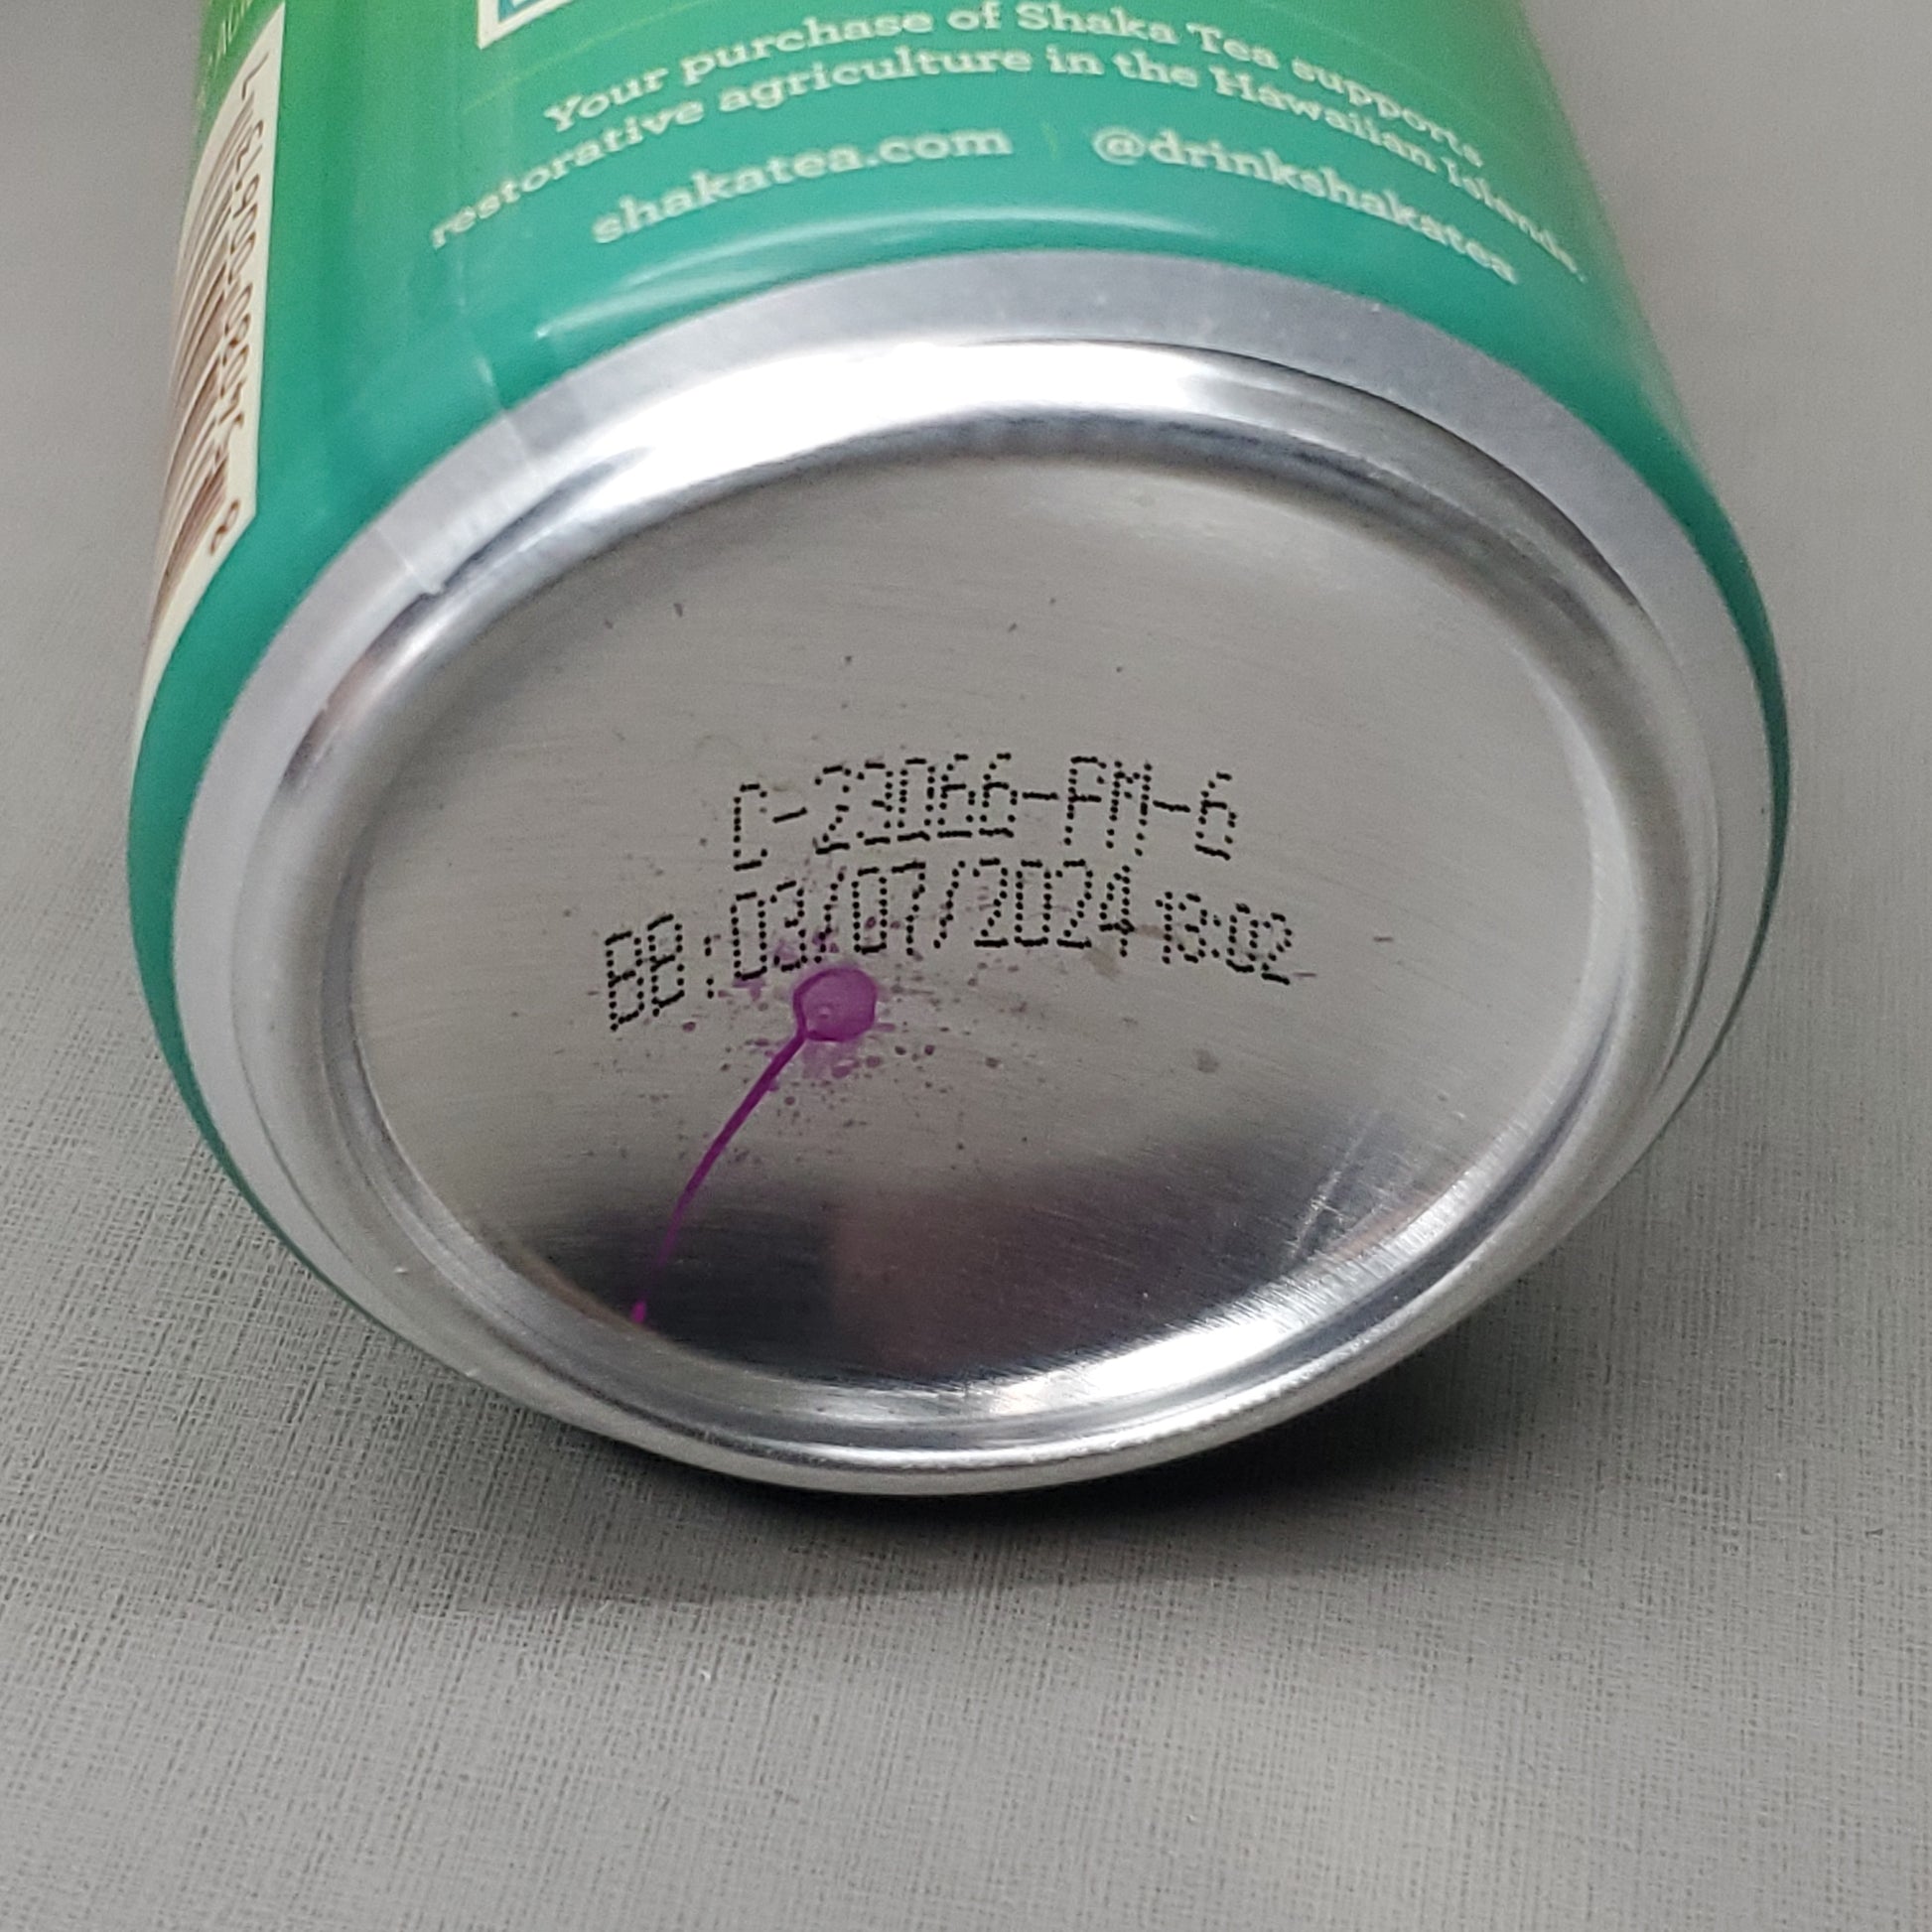 Your purchase of Shaka Tea supports
restorative agriculture in the Hawaiian Islands.
shakatea.com | @drinkshakatea
C-23066-FM-6
BB:03/07/2024 13:02